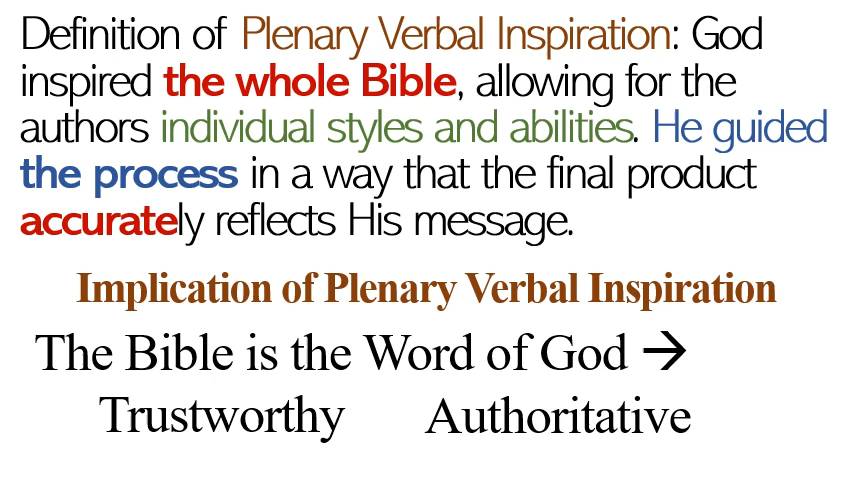 Definition of Plenary Verbal Inspiration: God
inspired the whole Bible, allowing for the
authors individual styles and abilities. He guided
the process in a way that the final product
accurately reflects His message.
Implication of Plenary Verbal Inspiration
The Bible is the Word of God →
Trustworthy Authoritative